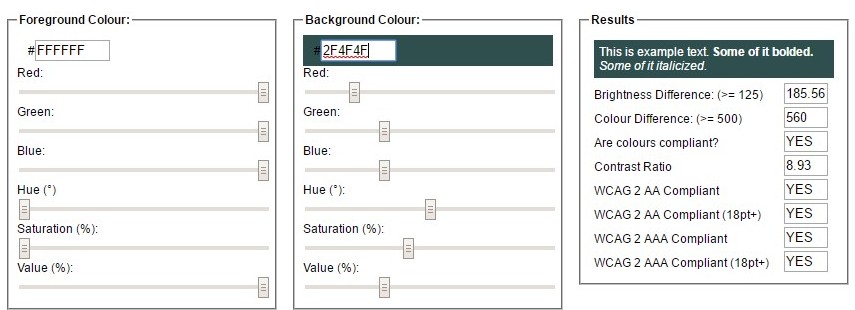 Foreground Colour:
#FFFFFF
Red:
Green:
Blue:
Hue (°)
Saturation (%):
Value (%):
Background Colour:
#2F4F4F
Red:
Green:
Blue:
Hue (°):
Saturation (%):
Value (%):
Results
This is example text. Some of it bolded.
Some of it italicized.
Brightness Difference: (>= 125) 185.56
Colour Difference: (>= 500) 560
Are colours compliant? YES
Contrast Ratio 8.93
WCAG 2 AA Compliant YES
WCAG 2 AA Compliant (18pt+) YES
WCAG 2 AAA Compliant YES
WCAG 2 AAA Compliant (18pt+) YES